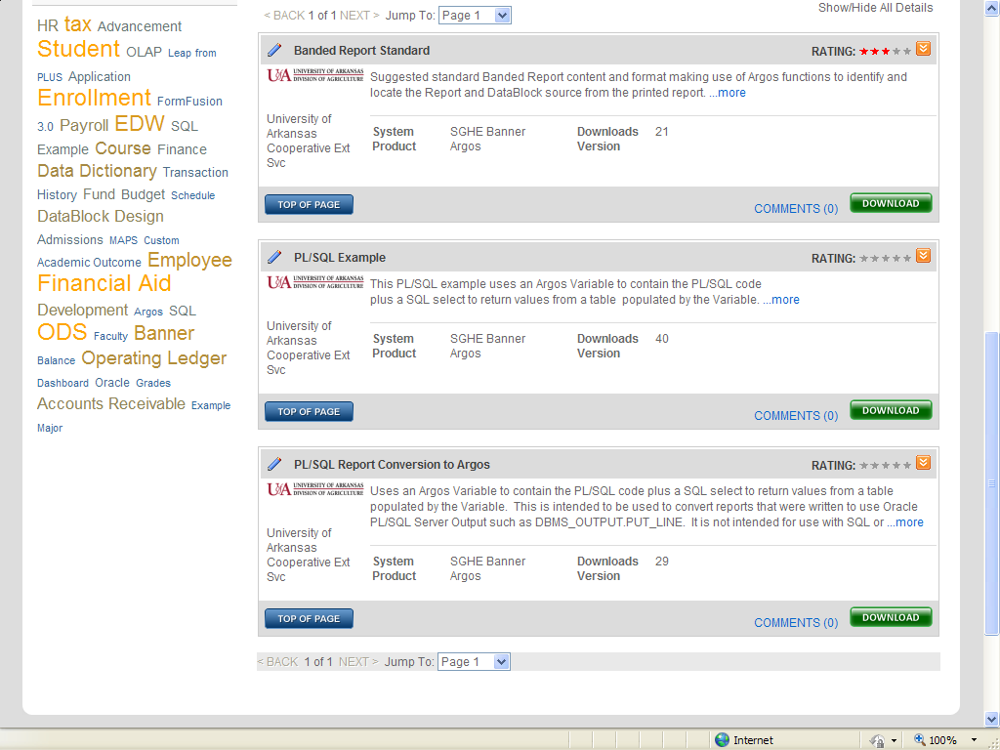 HR tax Advancement
Student OLAP Leap from
PLUS Application
Enrollment FormFusion
3.0 Payroll EDW SQL
Example Course Finance
Data Dictionary Transaction
History Fund Budget Schedule
DataBlock Design
Admissions MAPS Custom
Academic Outcome Employee
Financial Aid
Development Argos SQL
ODS Faculty Banner
Balance Operating Ledger
Dashboard Oracle Grades
Accounts Receivable Example
Major
Show/Hide All Details
< BACK 1 of 1 NEXT > Jump To: Page 1
Banded Report Standard RATING:
UofA UNIVERSITY OF ARKANSAS
DIVISION OF AGRICULTURE
Suggested standard Banded Report content and format making use of Argos functions to identify and
locate the Report and DataBlock source from the printed report. ...more
University of
Arkansas
Cooperative Ext
Svc
System SGHE Banner Downloads 21
Product Argos Version
TOP OF PAGE COMMENTS (0) DOWNLOAD
PL/SQL Example RATING:
UofA UNIVERSITY OF ARKANSAS
DIVISION OF AGRICULTURE
This PL/SQL example uses an Argos Variable to contain the PL/SQL code
plus a SQL select to return values from a table populated by the Variable. ...more
University of
Arkansas
Cooperative Ext
Svc
System SGHE Banner Downloads 40
Product Argos Version
TOP OF PAGE COMMENTS (0) DOWNLOAD
PL/SQL Report Conversion to Argos RATING:
UofA UNIVERSITY OF ARKANSAS
DIVISION OF AGRICULTURE
Uses an Argos Variable to contain the PL/SQL code plus a SQL select to return values from a table
populated by the Variable. This is intended to be used to convert reports that were written to use Oracle
PL/SQL Server Output such as DBMS_OUTPUT.PUT_LINE. It is not intended for use with SQL or ...more
University of
Arkansas
Cooperative Ext
Svc
System SGHE Banner Downloads 29
Product Argos Version
TOP OF PAGE COMMENTS (0) DOWNLOAD
< BACK 1 of 1 NEXT > Jump To: Page 1
Internet 100%